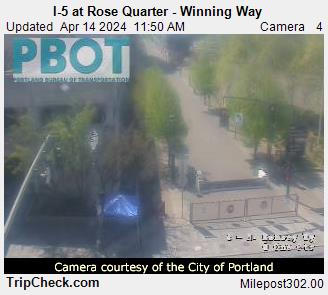 I-5 at Rose Quarter - Winning Way
Updated Apr 14 2024 11:50 AM Camera 4
PBOT
PORTLAND BUREAU OF TRANSPORTATION
Camera courtesy of the City of Portland
TripCheck.com Milepost302.00